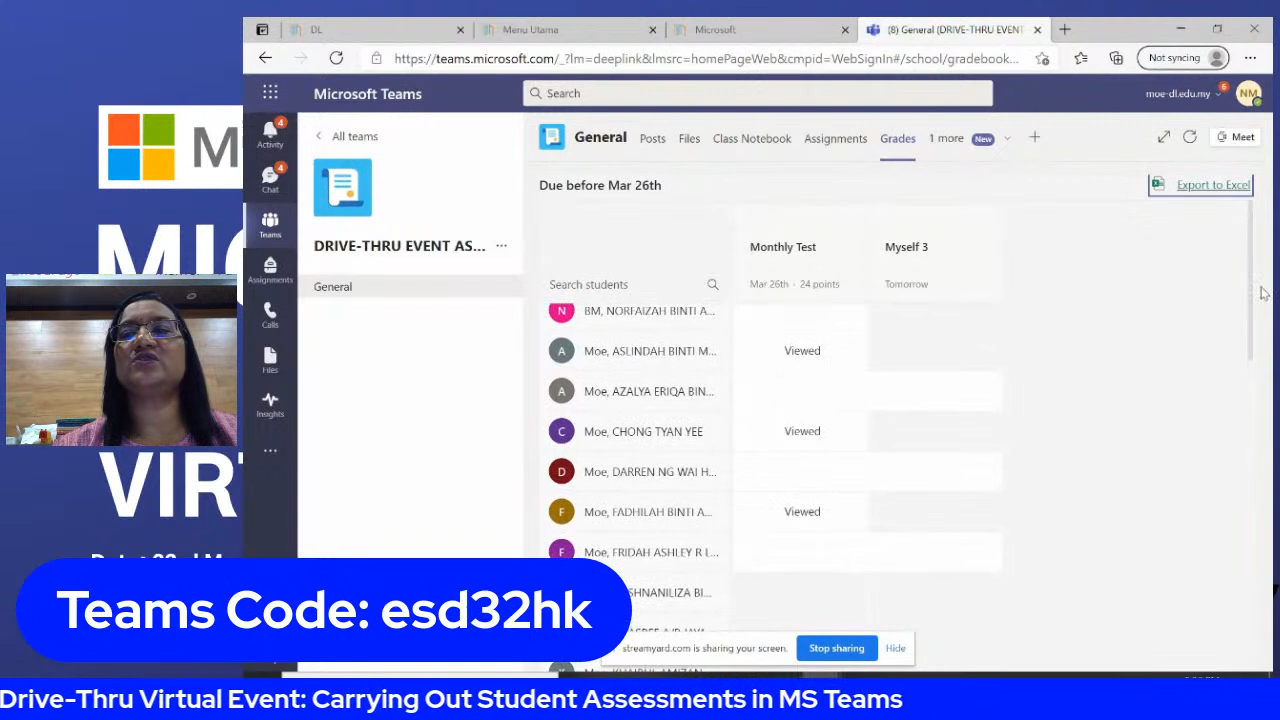 DL
Menu Utama
Microsoft
(8) General (DRIVE-THRU EVENT
https://teams.microsoft.com/_?lm=deeplink&lmsrc=homePageWeb&cmpid=WebSignIn#/school/gradebook...
Not syncing
Microsoft Teams
Search
moe-dl.edu.my
6
NM
4
Activity
4
Chat
Teams
Assignments
Calls
Files
Insights
All teams
DRIVE-THRU EVENT AS...
General
General
Posts
Files
Class Notebook
Assignments
Grades
1 more
New
Meet
Due before Mar 26th
Export to Excel
Monthly Test
Myself 3
Search students
Mar 26th · 24 points
Tomorrow
N BM, NORFAIZAH BINTI A...
A Moe, ASLINDAH BINTI M... Viewed
A Moe, AZALYA ERIQA BIN...
C Moe, CHONG TYAN YEE Viewed
D Moe, DARREN NG WAI H...
F Moe, FADHILAH BINTI A... Viewed
F Moe, FRIDAH ASHLEY R L...
SHNANILIZA BI...
streamyard.com is sharing your screen.
Stop sharing
Hide
M
MIC
VIR
Teams Code: esd32hk
Drive-Thru Virtual Event: Carrying Out Student Assessments in MS Teams